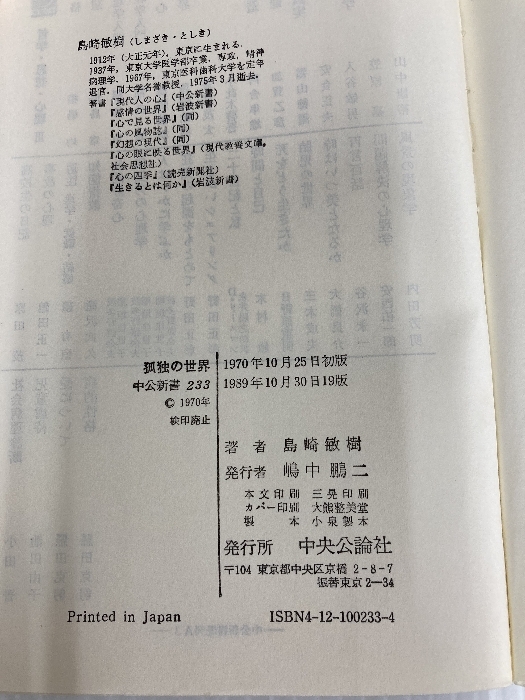 島崎敏樹(しまざき・としき)
1912年(大正元年),東京に生まれる.
1937年,東京大学医学部卒業,専攻,精神
病理学.1967年,東京医科歯科大学を定年
退官.同大学名誉教授.1975年3月逝去.
著書『現代人の心』(中公新書)
『感情の世界』(岩波新書)
『心で見る世界』(同)
『心の風物誌』(同)
『幻想の現代』(同)
『心の眼に映る世界』(現代教養文庫,
社会思想社)
『心の四季』(読売新聞社)
『生きるとは何か』(岩波新書)
孤独の世界
中公新書 233
© 1970年
検印廃止
1970年10月25日初版
1989年10月30日19版
著者 島崎敏樹
発行者 嶋中鵬二
本文印刷 三晃印刷
カバー印刷 大熊整美堂
製本 小泉製本
発行所 中央公論社
〒104 東京都中央区京橋 2-8-7
振替東京2-34
Printed in Japan
ISBN4-12-100233-4